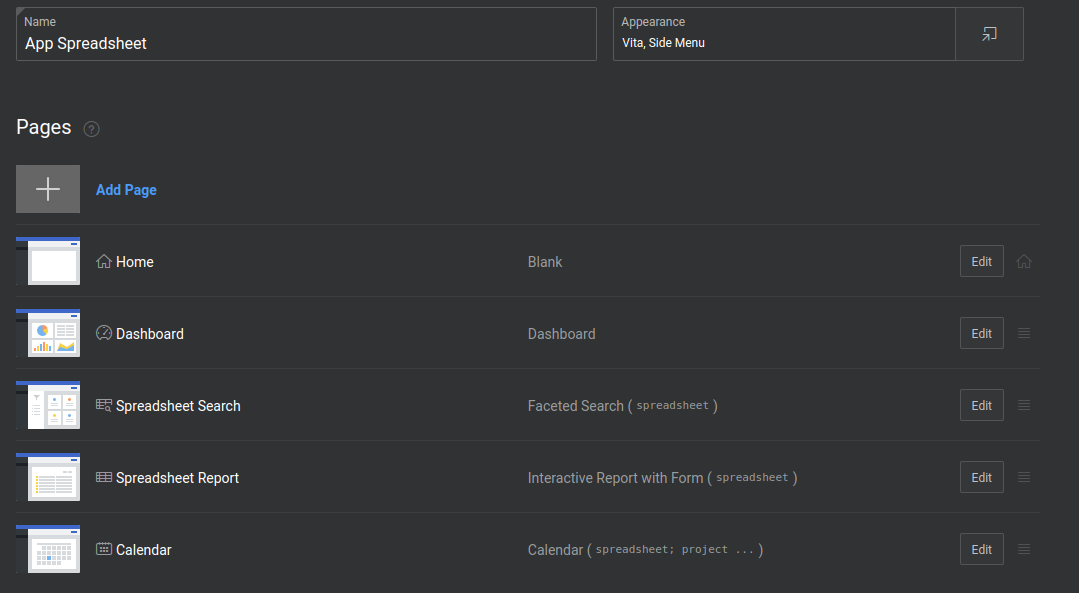 Name
App Spreadsheet
Appearance
Vita, Side Menu
Pages ?
Add Page
Home Blank Edit
Dashboard Dashboard Edit
Spreadsheet Search Faceted Search ( spreadsheet ) Edit
Spreadsheet Report Interactive Report with Form ( spreadsheet ) Edit
Calendar Calendar ( spreadsheet; project ... ) Edit